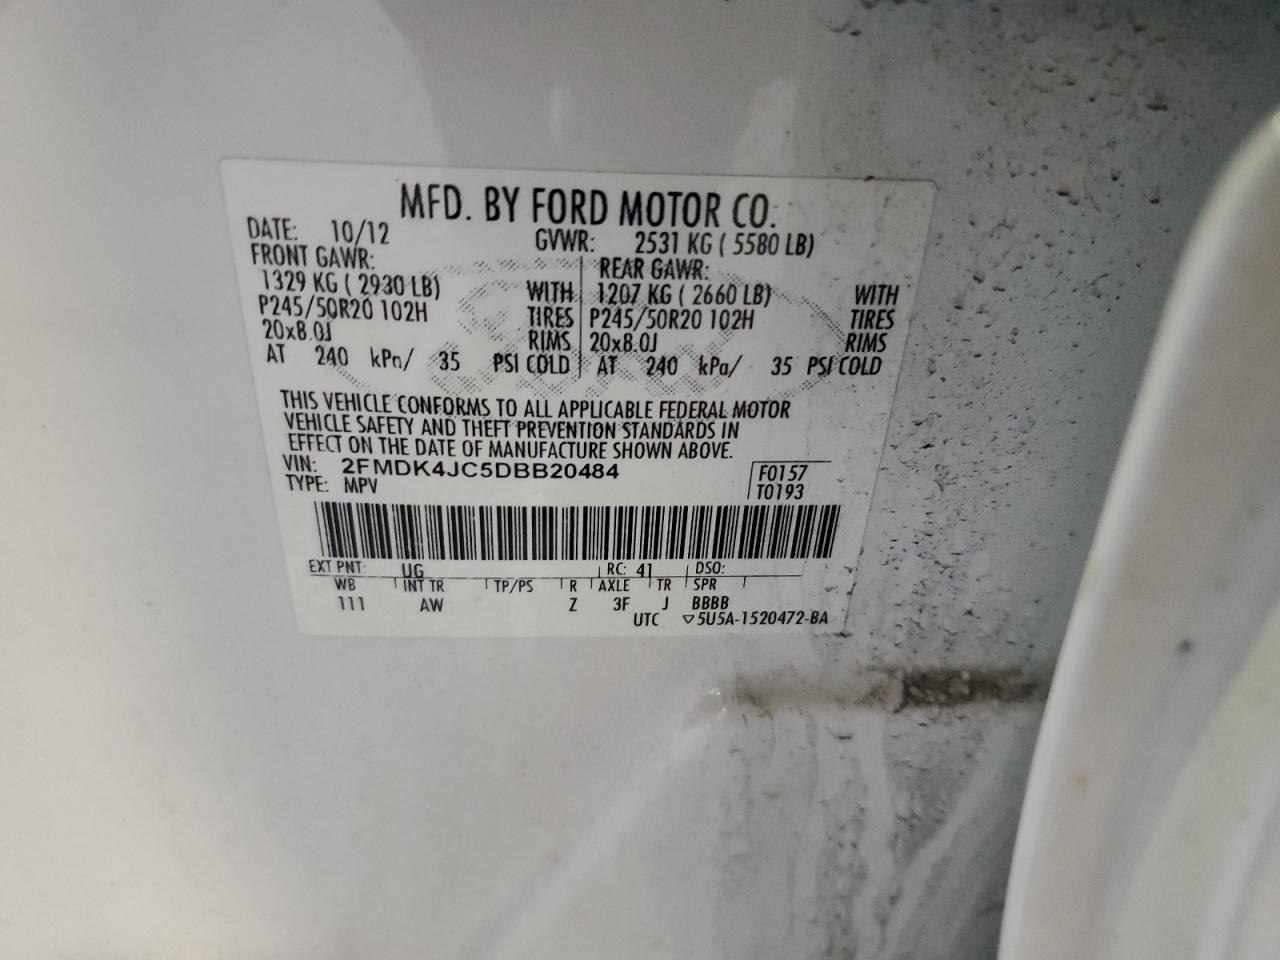 MFD. BY FORD MOTOR CO.
DATE: 10/12 GVWR: 2531 KG ( 5580 LB)
FRONT GAWR: REAR GAWR:
1329 KG ( 2930 LB) WITH 1207 KG ( 2660 LB) WITH
P245/50R20 102H TIRES P245/50R20 102H TIRES
20x8.0J RIMS 20x8.0J RIMS
AT 240 kPa/ 35 PSI COLD AT 240 kPa/ 35 PSI COLD
THIS VEHICLE CONFORMS TO ALL APPLICABLE FEDERAL MOTOR
VEHICLE SAFETY AND THEFT PREVENTION STANDARDS IN
EFFECT ON THE DATE OF MANUFACTURE SHOWN ABOVE.
VIN: 2FMDK4JC5DBB20484 F0157
TYPE: MPV T0193
EXT PNT: UG RC: 41 DSO:
WB INT TR TP/PS R AXLE TR SPR
111 AW Z 3F J BBBB
UTC ▽5U5A-1520472-BA